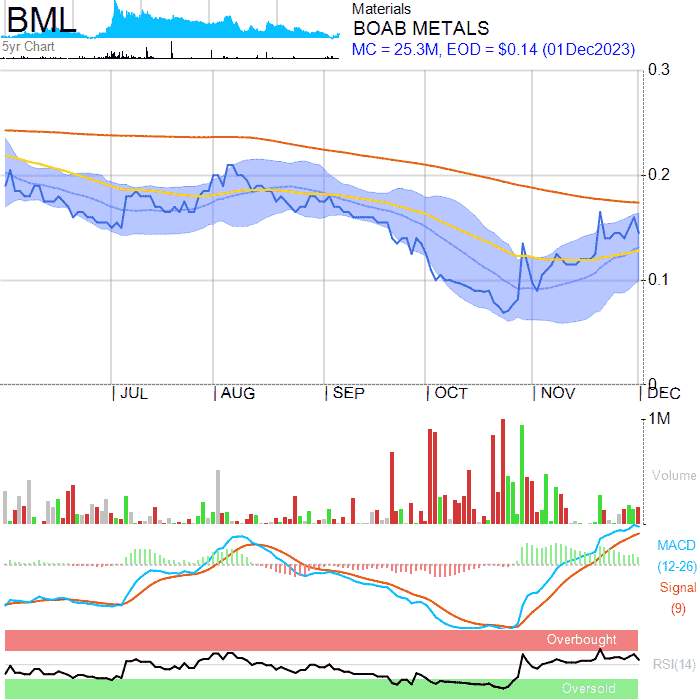 BML
5yr Chart
Materials
BOAB METALS
MC = 25.3M, EOD = $0.14 (01Dec2023)
0.3
0.2
0.1
0
| JUL | AUG | SEP | OCT | NOV | DEC
1M
Volume
MACD
(12-26)
Signal
(9)
Overbought
RSI(14)
Oversold